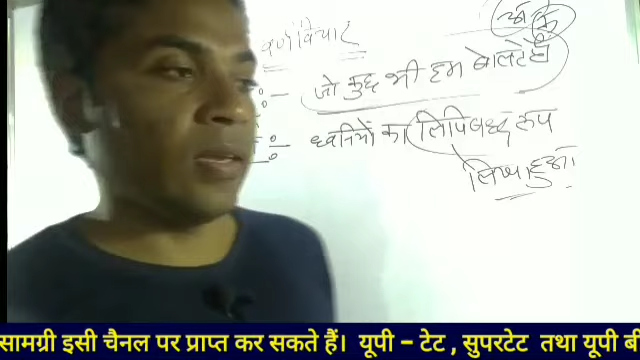 वर्ण विचार
:- जो कुछ भी हम बोलते हैं
:- ध्वनियों का लिपिबद्ध रूप
लिखा हुआ
सामग्री इसी चैनल पर प्राप्त कर सकते हैं। यूपी – टेट , सुपरटेट तथा यूपी बी